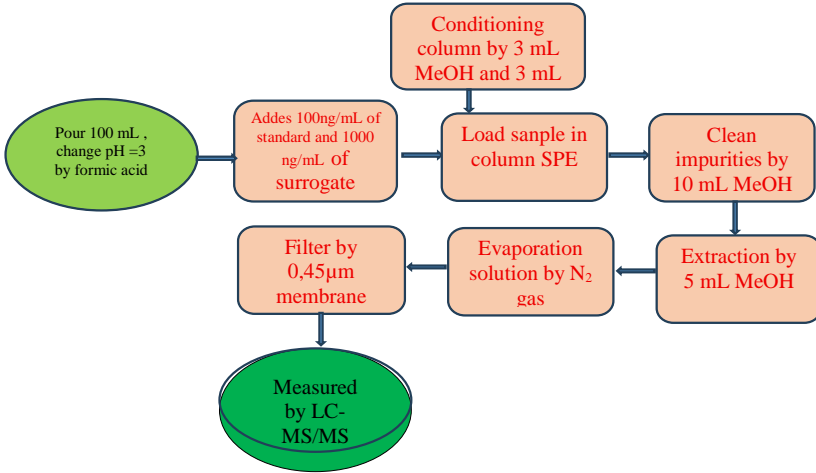 Conditioning
column by 3 mL
MeOH and 3 mL
Pour 100 mL ,
change pH =3
by formic acid
Addes 100ng/mL of
standard and 1000
ng/mL of
surrogate
Load sample in
column SPE
Clean
impurities by
10 mL MeOH
Extraction by
5 mL MeOH
Evaporation
solution by N₂
gas
Filter by
0,45µm
membrane
Measured
by LC-
MS/MS